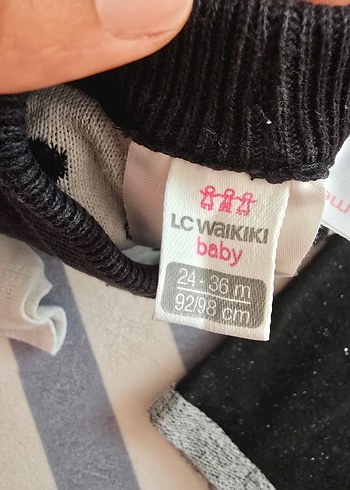 LC WAIKIKI
baby
24 - 36 m
92/98 cm